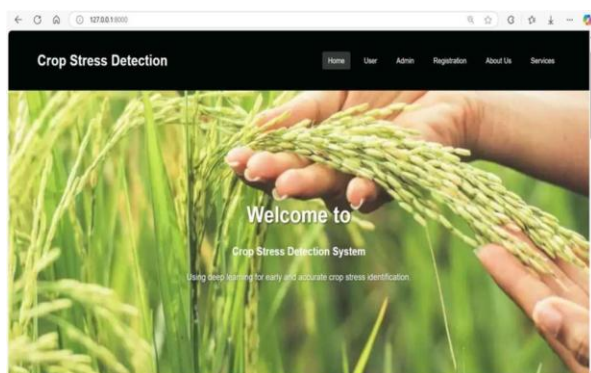 127.0.0.1:8000
Crop Stress Detection
Home User Admin Registration About Us Services
Welcome to
Crop Stress Detection System
Using deep learning for early and accurate crop stress identification.